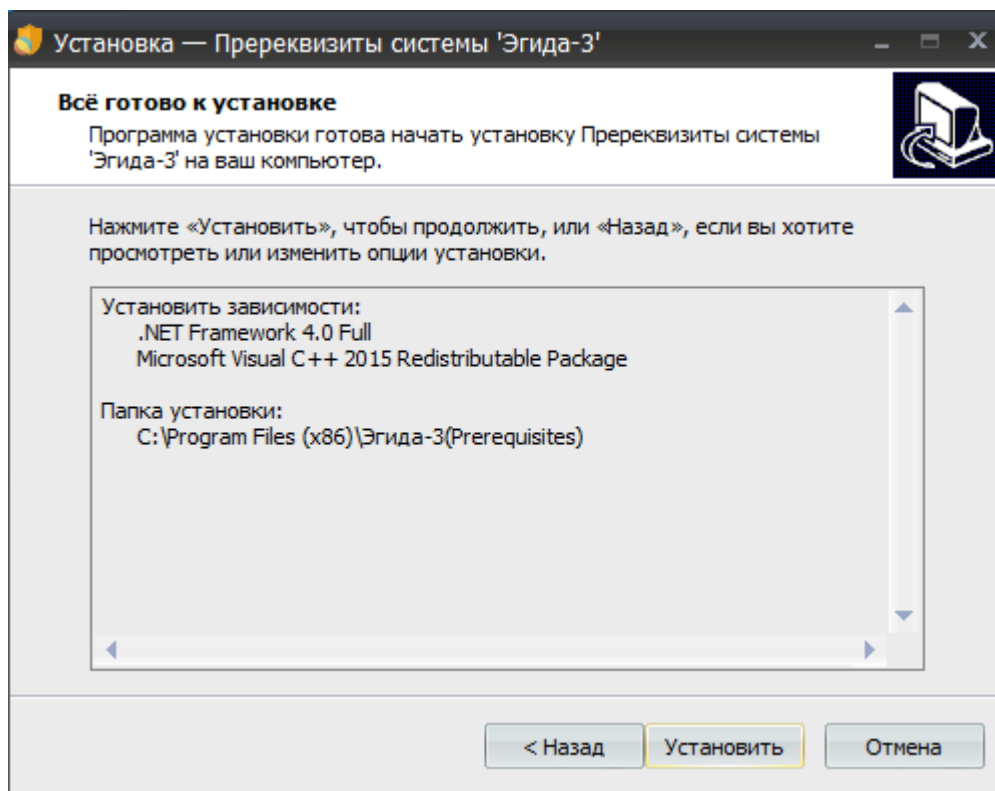 Установка — Пререквизиты системы 'Эгида-3'
Всё готово к установке
Программа установки готова начать установку Пререквизиты системы
'Эгида-3' на ваш компьютер.
Нажмите «Установить», чтобы продолжить, или «Назад», если вы хотите
просмотреть или изменить опции установки.
Установить зависимости:
.NET Framework 4.0 Full
Microsoft Visual C++ 2015 Redistributable Package
Папка установки:
C:\Program Files (x86)\Эгида-3(Prerequisites)
< Назад
Установить
Отмена